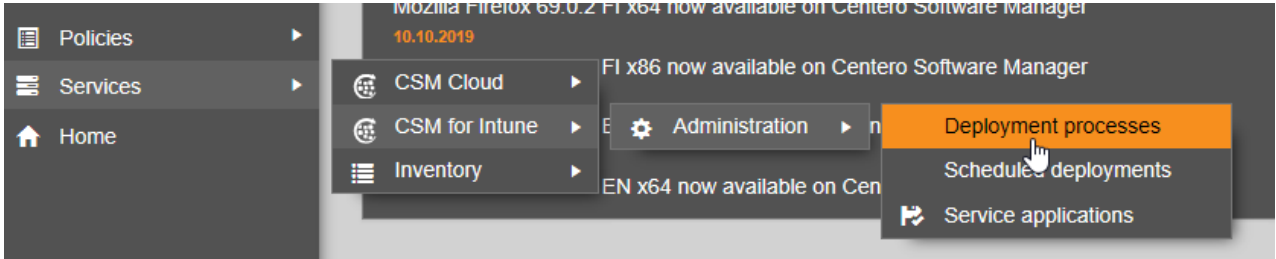 Mozilla Firefox 69.0.2 FI x64 now available on Centero Software Manager
Policies
10.10.2019
FI x86 now available on Centero Software Manager
Services
CSM Cloud
CSM for Intune
Administration
Deployment processes
Home
Inventory
Scheduled deployments
EN x64 now available on Cen
Service applications